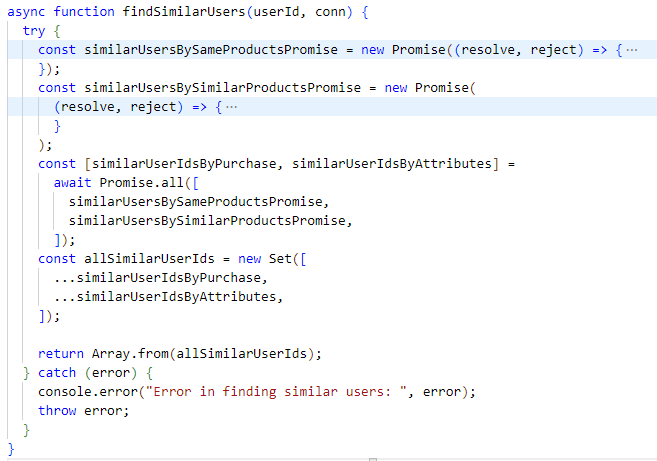 async function findSimilarUsers(userId, conn) {
  try {
    const similarUsersBySameProductsPromise = new Promise((resolve, reject) => { ···
    });
    const similarUsersBySimilarProductsPromise = new Promise(
      (resolve, reject) => { ···
      }
    );
    const [similarUserIdsByPurchase, similarUserIdsByAttributes] =
      await Promise.all([
        similarUsersBySameProductsPromise,
        similarUsersBySimilarProductsPromise,
      ]);
    const allSimilarUserIds = new Set([
      ...similarUserIdsByPurchase,
      ...similarUserIdsByAttributes,
    ]);

    return Array.from(allSimilarUserIds);
  } catch (error) {
    console.error("Error in finding similar users: ", error);
    throw error;
  }
}